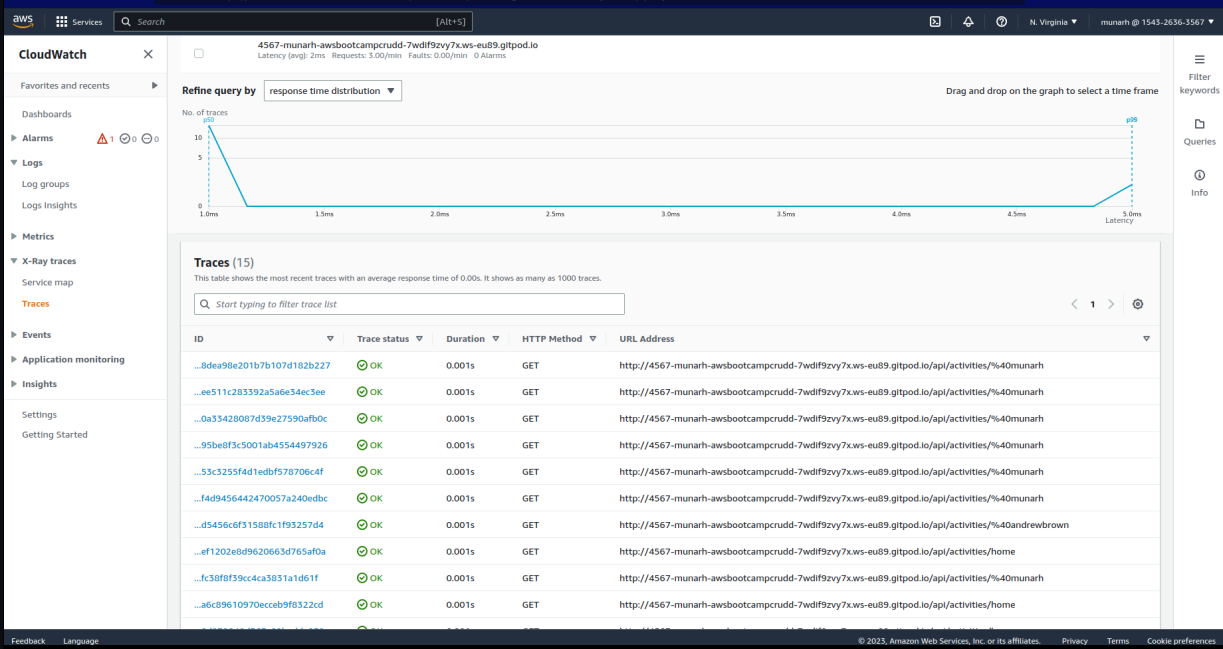 aws Services Search [Alt+S] N. Virginia munarh @ 1543-2636-3567
CloudWatch
Favorites and recents
Dashboards
Alarms 1 0 0
Logs
Log groups
Logs Insights
Metrics
X-Ray traces
Service map
Traces
Events
Application monitoring
Insights
Settings
Getting Started
4567-munarh-awsbootcampcrudd-7wdif9zvy7x.ws-eu89.gitpod.io
Latency (avg): 2ms Requests: 3.00/min Faults: 0.00/min 0 Alarms
Refine query by response time distribution Drag and drop on the graph to select a time frame
No. of traces
p50 p99
10
5
0
1.0ms 1.5ms 2.0ms 2.5ms 3.0ms 3.5ms 4.0ms 4.5ms 5.0ms
Latency
Traces (15)
This table shows the most recent traces with an average response time of 0.00s. It shows as many as 1000 traces.
Start typing to filter trace list 1
ID Trace status Duration HTTP Method URL Address
...8dea98e201b7b107d182b227 OK 0.001s GET http://4567-munarh-awsbootcampcrudd-7wdif9zvy7x.ws-eu89.gitpod.io/api/activities/%40munarh
...ee511c283392a5a6e34ec3ee OK 0.001s GET http://4567-munarh-awsbootcampcrudd-7wdif9zvy7x.ws-eu89.gitpod.io/api/activities/%40munarh
...0a33428087d39e27590afb0c OK 0.001s GET http://4567-munarh-awsbootcampcrudd-7wdif9zvy7x.ws-eu89.gitpod.io/api/activities/%40munarh
...95be8f3c5001ab4554497926 OK 0.001s GET http://4567-munarh-awsbootcampcrudd-7wdif9zvy7x.ws-eu89.gitpod.io/api/activities/%40munarh
...53c3255f4d1edbf578706c4f OK 0.001s GET http://4567-munarh-awsbootcampcrudd-7wdif9zvy7x.ws-eu89.gitpod.io/api/activities/%40munarh
...f4d9456442470057a240edbc OK 0.001s GET http://4567-munarh-awsbootcampcrudd-7wdif9zvy7x.ws-eu89.gitpod.io/api/activities/%40munarh
...d5456c6f31588fc1f93257d4 OK 0.001s GET http://4567-munarh-awsbootcampcrudd-7wdif9zvy7x.ws-eu89.gitpod.io/api/activities/%40andrewbrown
...ef1202e8d9620663d765af0a OK 0.001s GET http://4567-munarh-awsbootcampcrudd-7wdif9zvy7x.ws-eu89.gitpod.io/api/activities/home
...fc38f8f39cc4ca3831a1d61f OK 0.001s GET http://4567-munarh-awsbootcampcrudd-7wdif9zvy7x.ws-eu89.gitpod.io/api/activities/%40munarh
...a6c89610970ecceb9f8322cd OK 0.001s GET http://4567-munarh-awsbootcampcrudd-7wdif9zvy7x.ws-eu89.gitpod.io/api/activities/home
Filter
keywords
Queries
Info
Feedback Language © 2023, Amazon Web Services, Inc. or its affiliates. Privacy Terms Cookie preferences